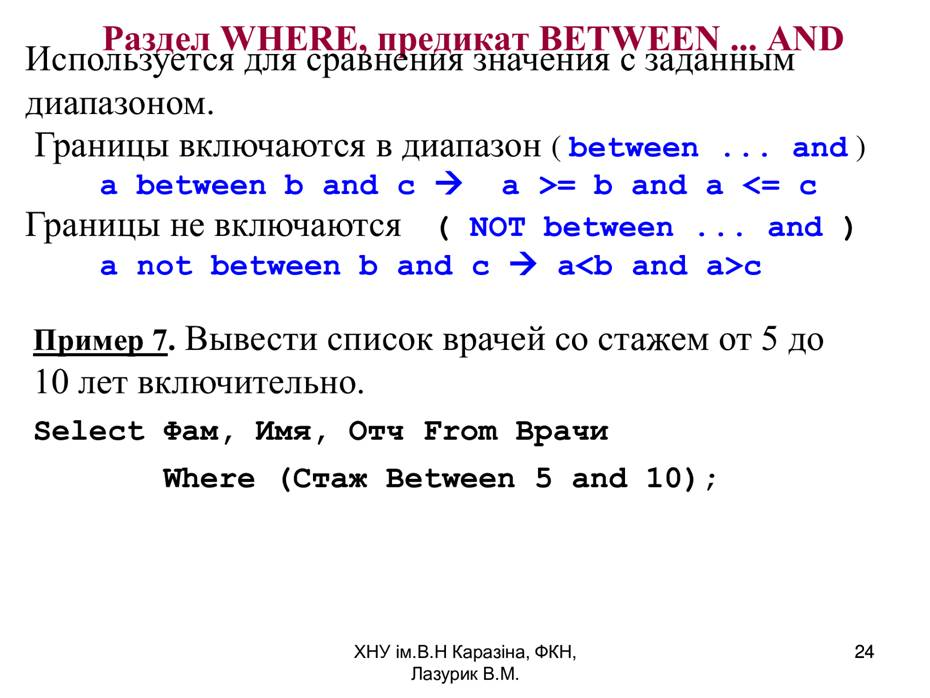 Раздел WHERE, предикат BETWEEN ... AND
Используется для сравнения значения с заданным
диапазоном.
Границы включаются в диапазон ( between ... and )
a between b and c → a >= b and a <= c
Границы не включаются ( NOT between ... and )
a not between b and c → a<b and a>c
Пример 7. Вывести список врачей со стажем от 5 до
10 лет включительно.
Select Фам, Имя, Отч From Врачи
Where (Стаж Between 5 and 10);
ХНУ ім.В.Н Каразіна, ФКН,
Лазурик В.М.
24